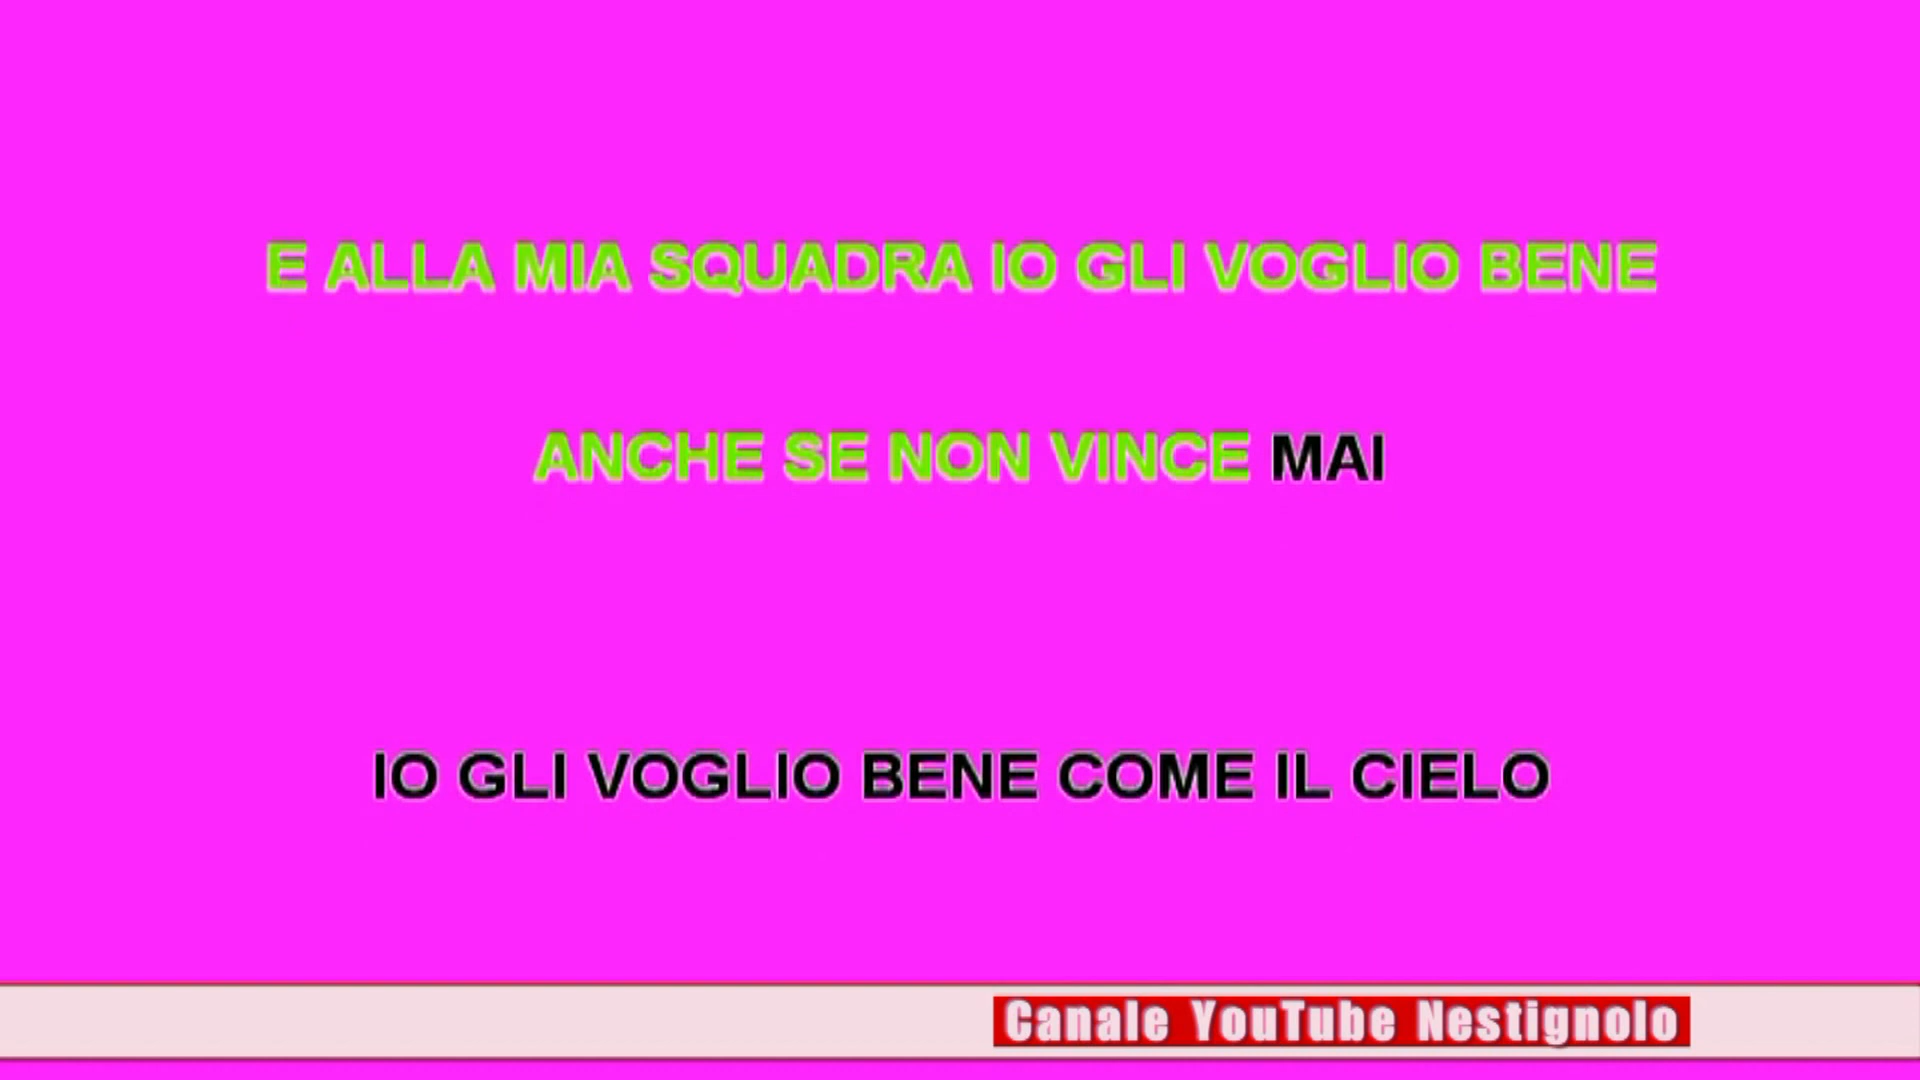 E ALLA MIA SQUADRA IO GLI VOGLIO BENE
ANCHE SE NON VINCE MAI
IO GLI VOGLIO BENE COME IL CIELO
Canale YouTube Nestignolo